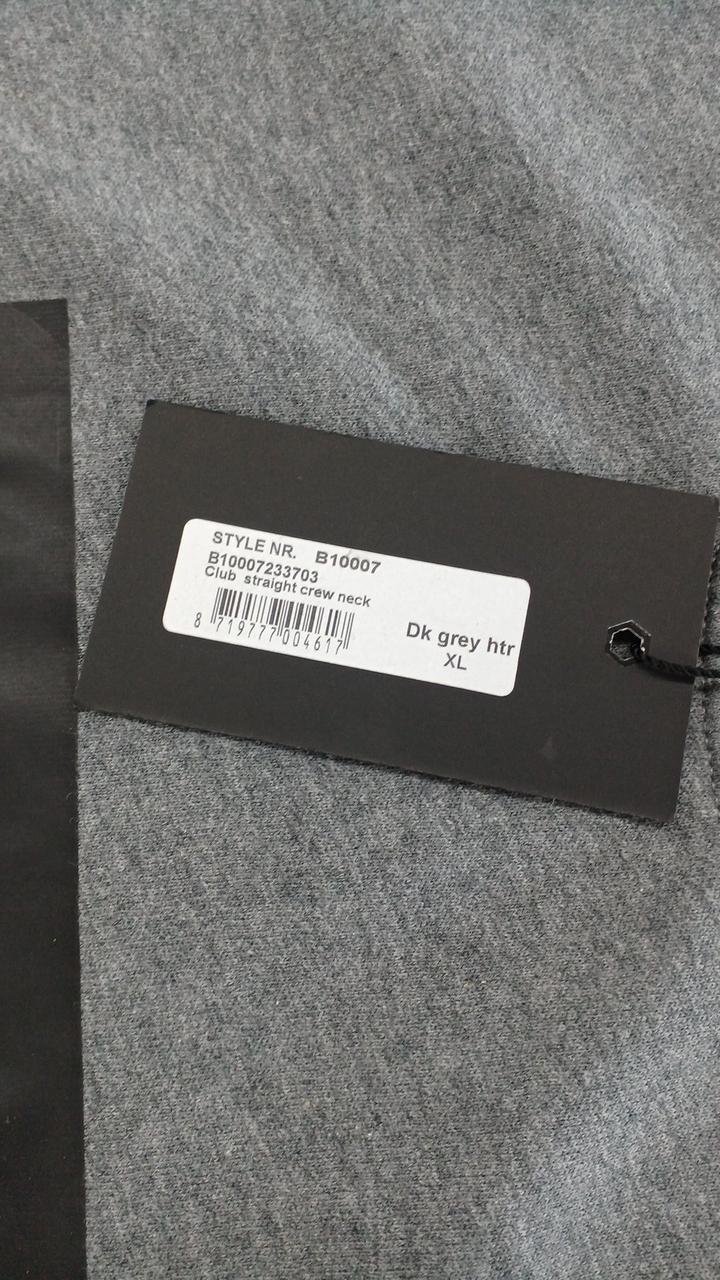 STYLE NR. B10007
B10007233703
Club straight crew neck
8 719777 004617
Dk grey htr
XL